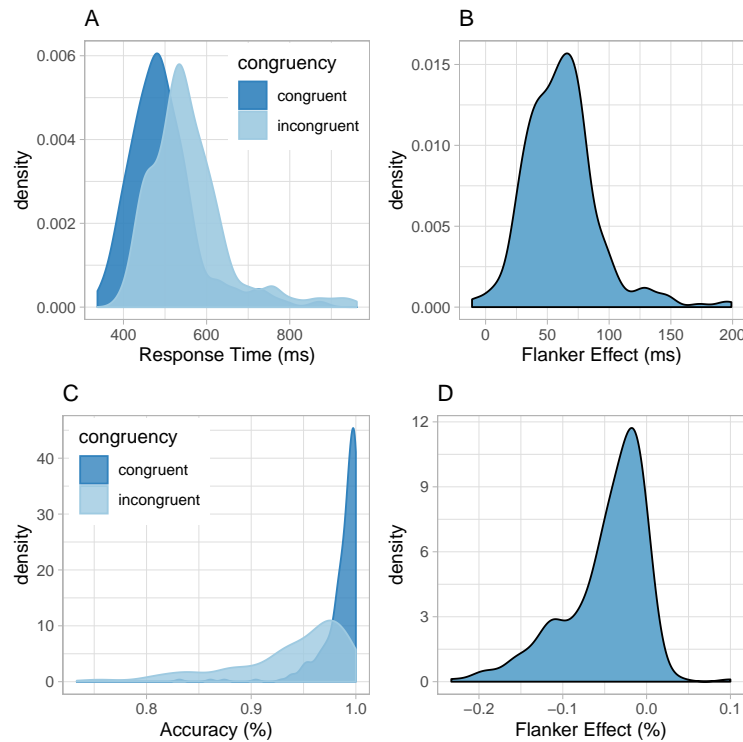 A
congruency
congruent
incongruent
density
0.006
0.004
0.002
0.000
400
600
800
Response Time (ms)
B
density
0.015
0.010
0.005
0.000
0
50
100
150
200
Flanker Effect (ms)
C
congruency
congruent
incongruent
density
40
30
20
10
0
0.8
0.9
1.0
Accuracy (%)
D
density
12
9
6
3
0
−0.2
−0.1
0.0
0.1
Flanker Effect (%)